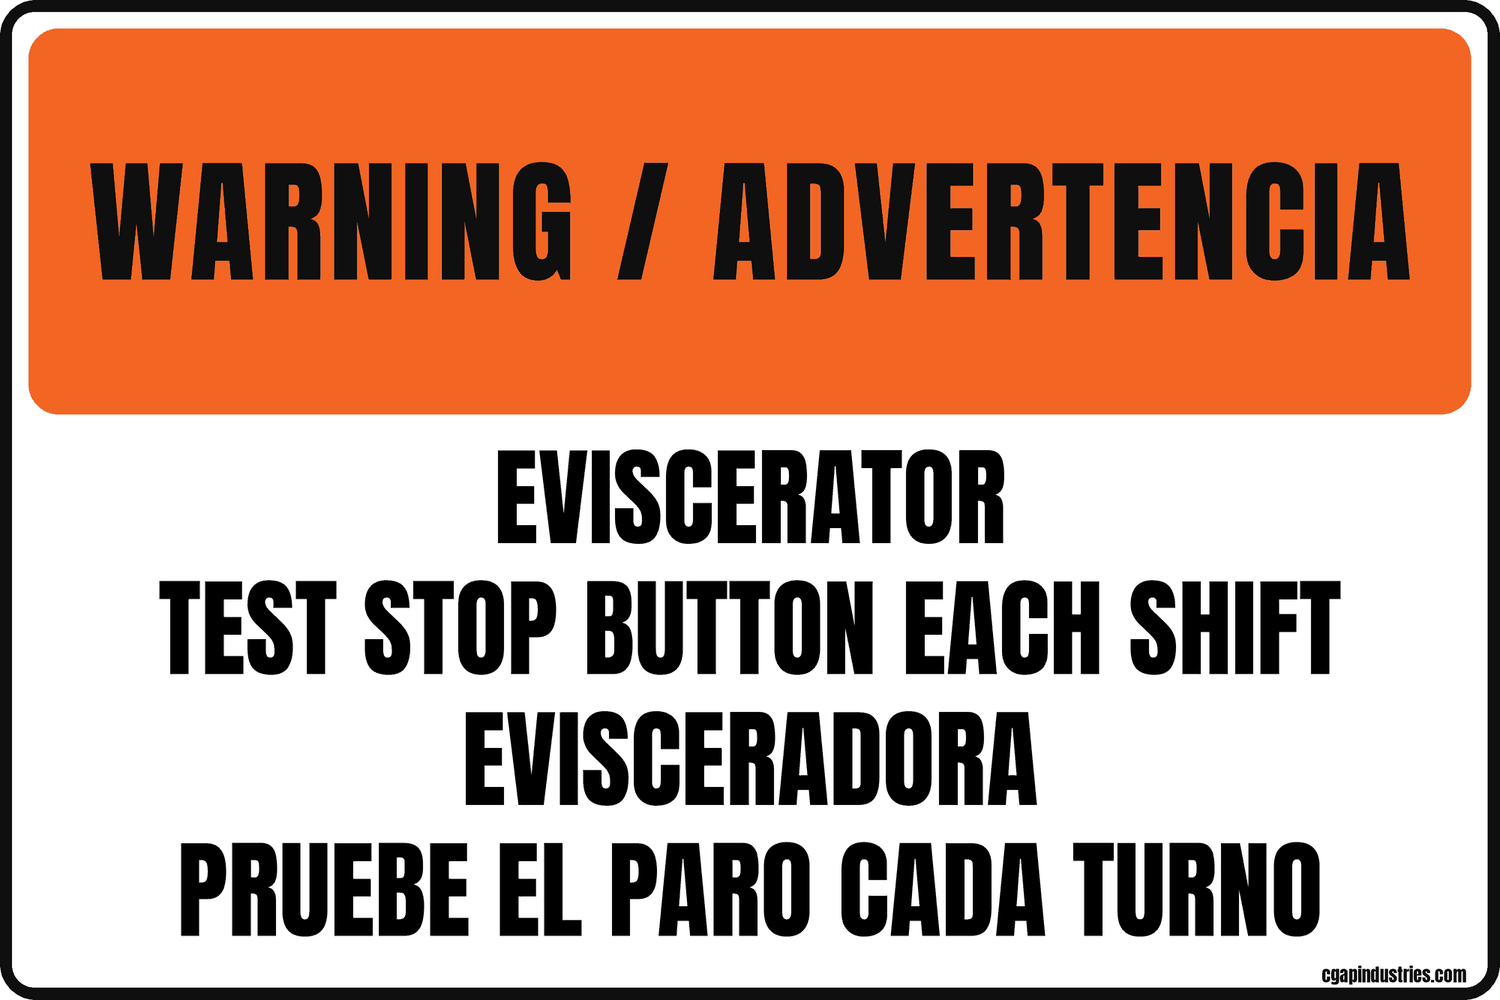 WARNING / ADVERTENCIA
EVISCERATOR
TEST STOP BUTTON EACH SHIFT
EVISCERADORA
PRUEBE EL PARO CADA TURNO
cgapindustries.com